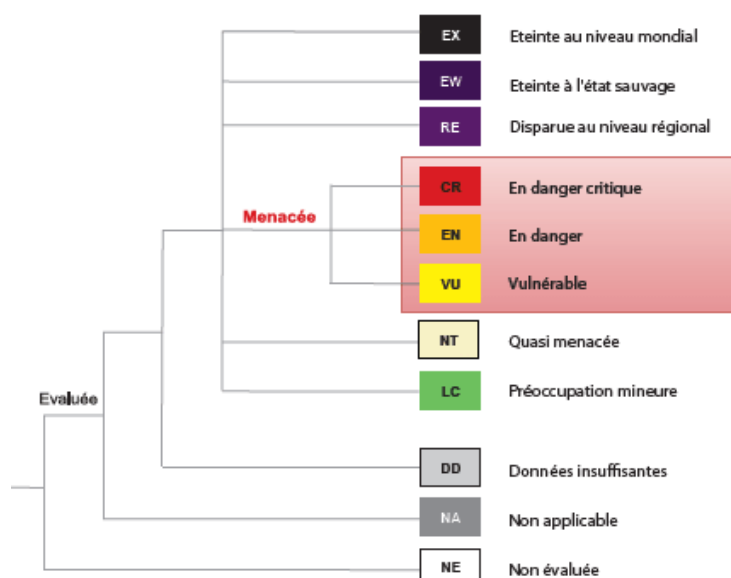 EX Eteinte au niveau mondial
EW Eteinte à l'état sauvage
RE Disparue au niveau régional
CR En danger critique
Menacée
EN En danger
VU Vulnérable
NT Quasi menacée
LC Préoccupation mineure
Evaluée
DD Données insuffisantes
NA Non applicable
NE Non évaluée